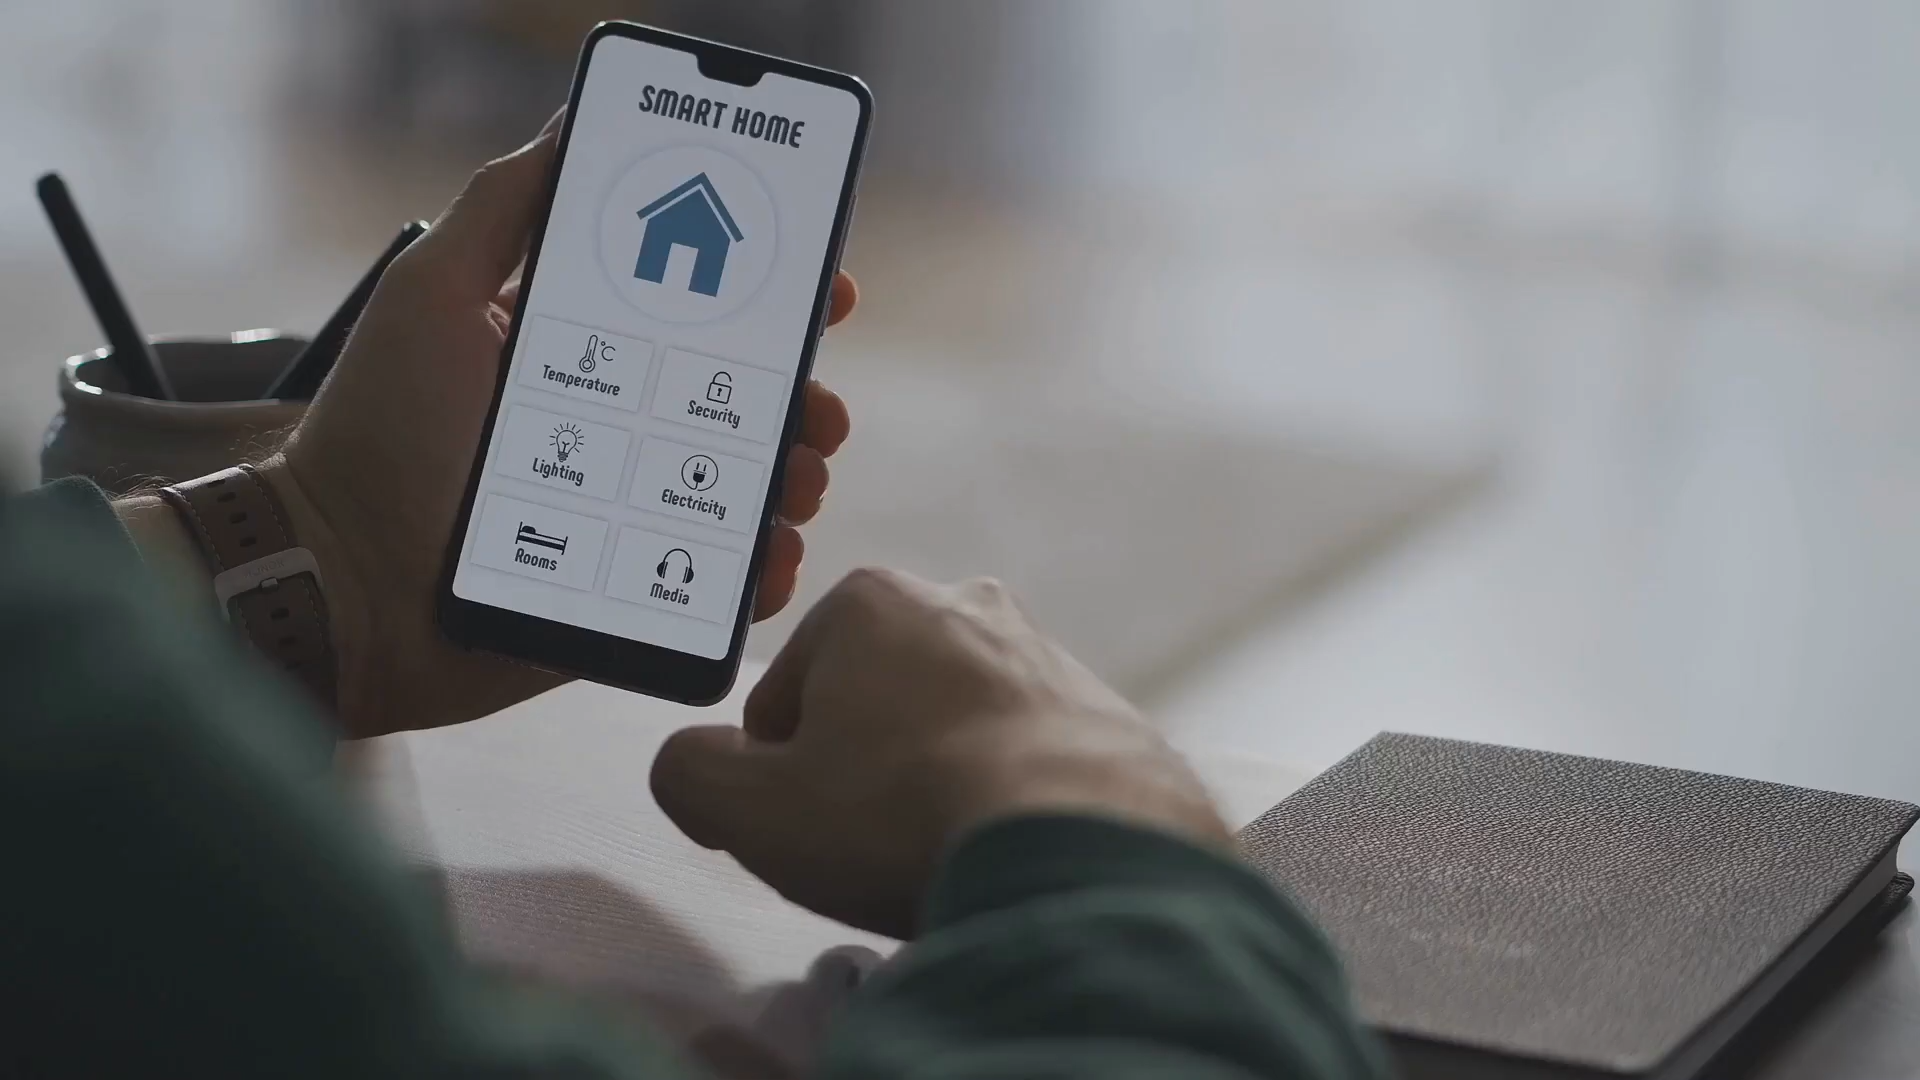 SMART HOME
°C
Temperature
Security
Lighting
Electricity
Rooms
Media